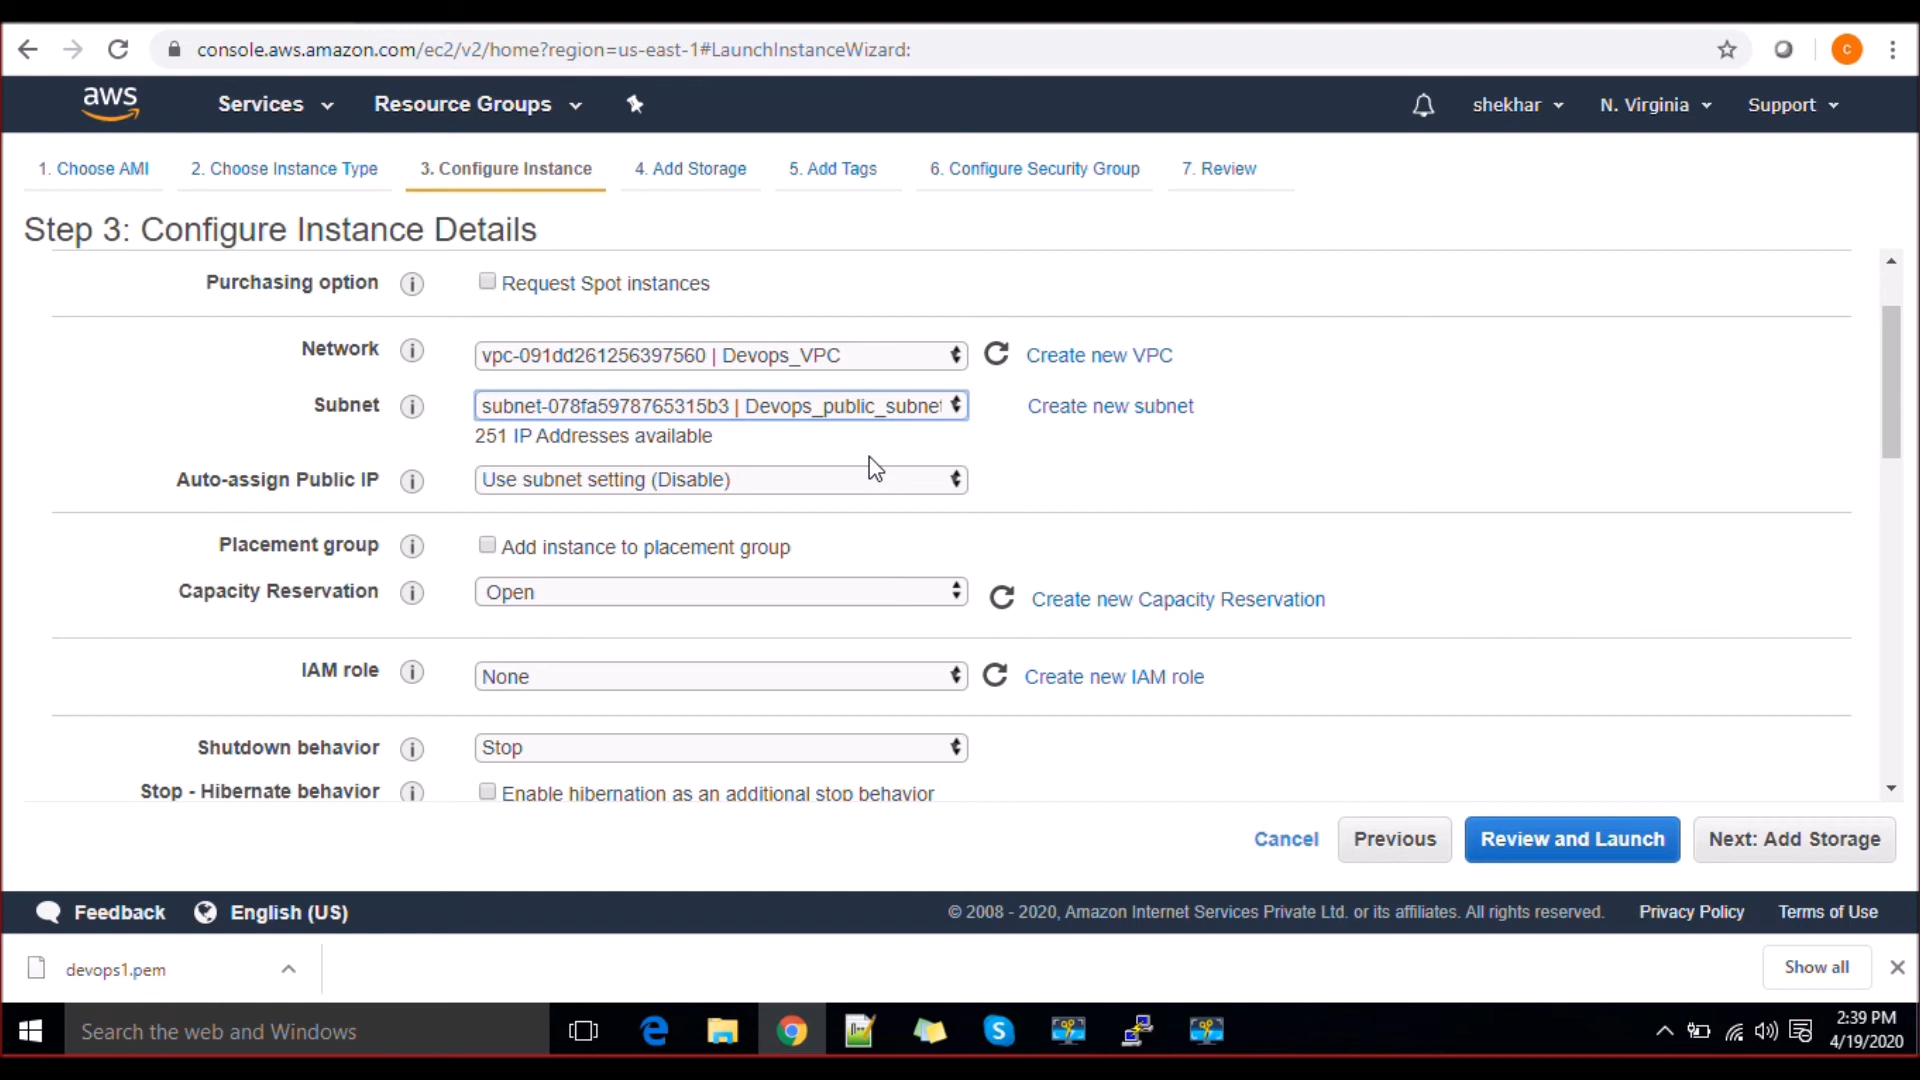 console.aws.amazon.com/ec2/v2/home?region=us-east-1#LaunchInstanceWizard:
C
aws Services Resource Groups shekhar N. Virginia Support
1. Choose AMI 2. Choose Instance Type 3. Configure Instance 4. Add Storage 5. Add Tags 6. Configure Security Group 7. Review
Step 3: Configure Instance Details
Purchasing option i Request Spot instances
Network i vpc-091dd261256397560 | Devops_VPC Create new VPC
Subnet i subnet-078fa5978765315b3 | Devops_public_subnet Create new subnet
251 IP Addresses available
Auto-assign Public IP i Use subnet setting (Disable)
Placement group i Add instance to placement group
Capacity Reservation i Open Create new Capacity Reservation
IAM role i None Create new IAM role
Shutdown behavior i Stop
Stop - Hibernate behavior i Enable hibernation as an additional stop behavior
Cancel Previous Review and Launch Next: Add Storage
Feedback English (US) © 2008 - 2020, Amazon Internet Services Private Ltd. or its affiliates. All rights reserved. Privacy Policy Terms of Use
devops1.pem Show all
Search the web and Windows
2:39 PM
4/19/2020